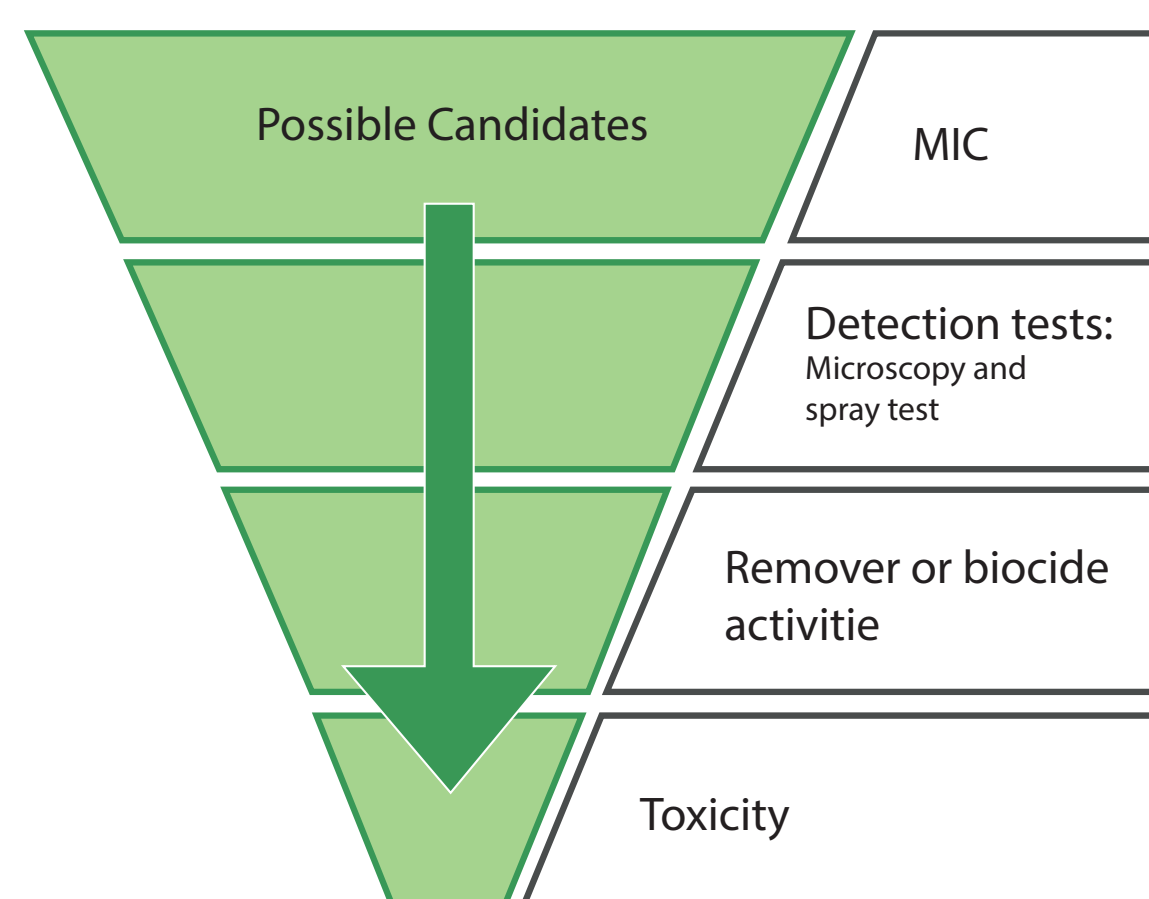 Possible Candidates
MIC
Detection tests:
Microscopy and
spray test
Remover or biocide
activitie
Toxicity